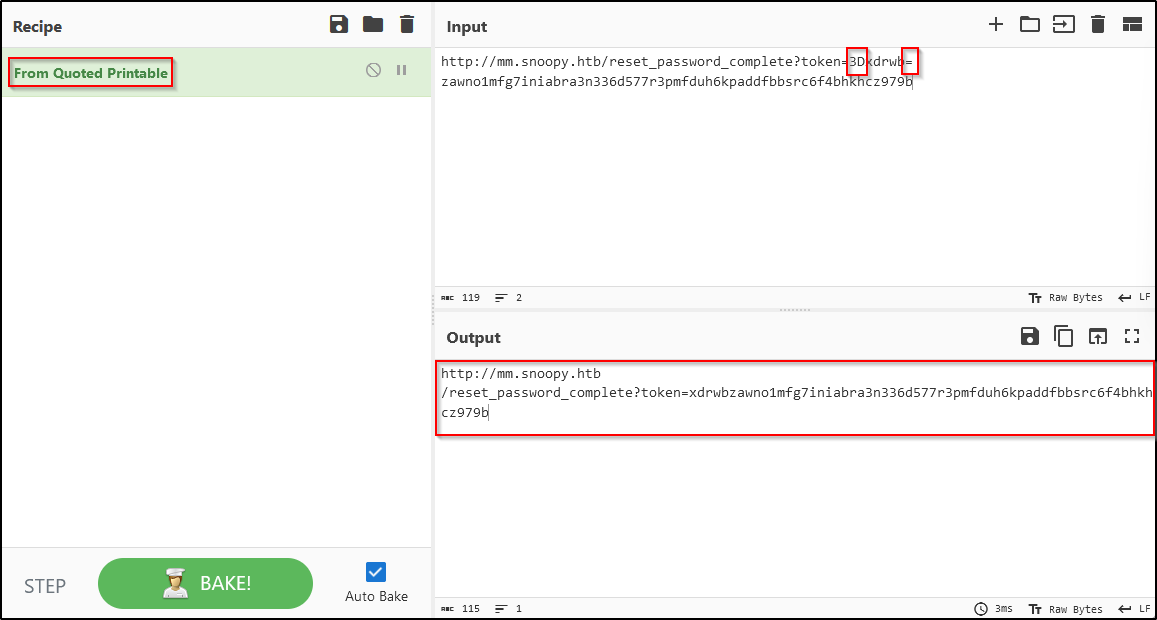 Recipe
From Quoted Printable
STEP
BAKE!
Auto Bake
Input
http://mm.snoopy.htb/reset_password_complete?token=3Dxdrwb=
zawno1mfg7iniabra3n336d577r3pmfduh6kpaddfbbsrc6f4bhkhcz979b
ABC 119 2
Raw Bytes LF
Output
http://mm.snoopy.htb
/reset_password_complete?token=xdrwbzawno1mfg7iniabra3n336d577r3pmfduh6kpaddfbbsrc6f4bhkh
cz979b
ABC 115 1
3ms Raw Bytes LF